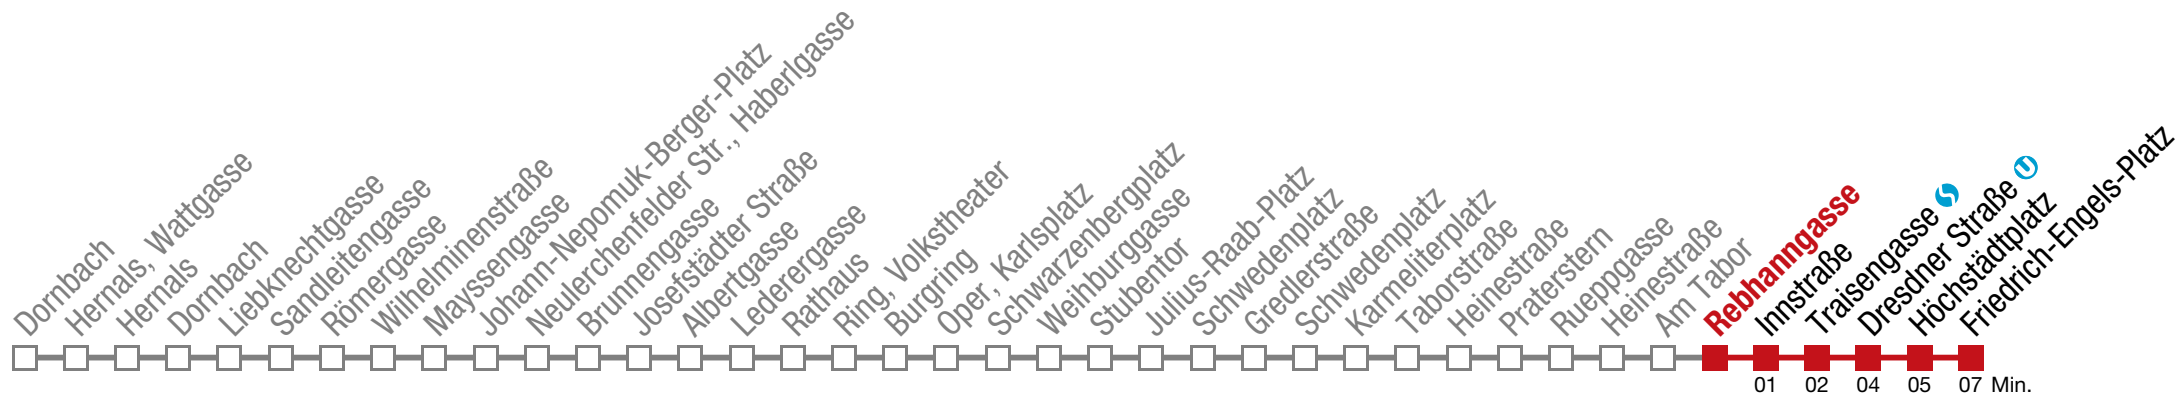 Dornbach
Hernals, Wattgasse
Hernals
Dornbach
Liebknechtgasse
Sandleitengasse
Römergasse
Wilhelminenstraße
Mayssengasse
Johann-Nepomuk-Berger-Platz
Neulerchenfelder Str., Haberlgasse
Brunnengasse
Josefstädter Straße
Albertgasse
Lederergasse
Rathaus
Ring, Volkstheater
Burgring
Oper, Karlsplatz
Schwarzenbergplatz
Weihburggasse
Stubentor
Julius-Raab-Platz
Schwedenplatz
Gredlerstraße
Schwedenplatz
Karmeliterplatz
Taborstraße
Heinestraße
Praterstern
Rueppgasse
Heinestraße
Am Tabor
Rebhanngasse
Innstraße
Traisengasse S
Dresdner Straße U
Höchstädtplatz
Friedrich-Engels-Platz
01 02 04 05 07 Min.